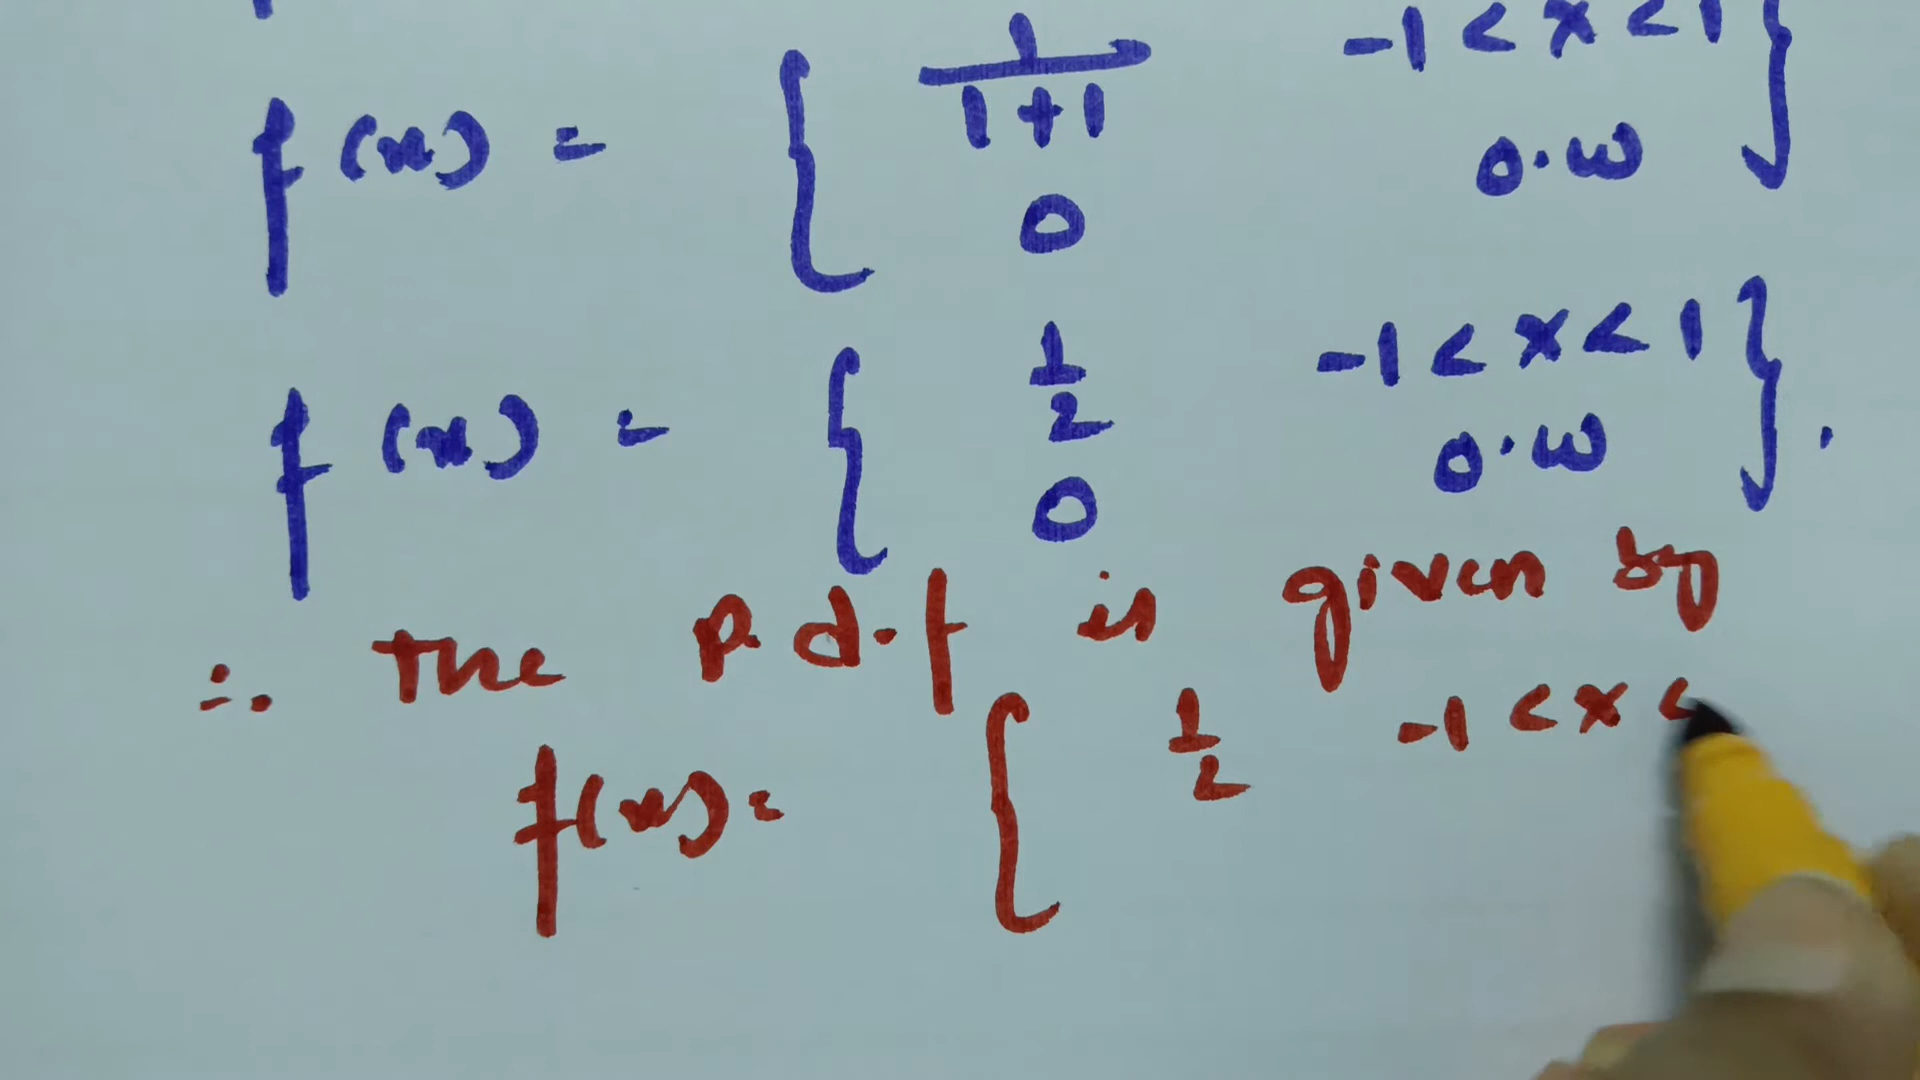 f(x) = { 1/(1+1) -1 < x < 1 }
0 o.w
f(x) = { 1/2 -1 < x < 1 } .
0 o.w
∴ The p.d.f is given by
f(x) = { 1/2 -1 < x <